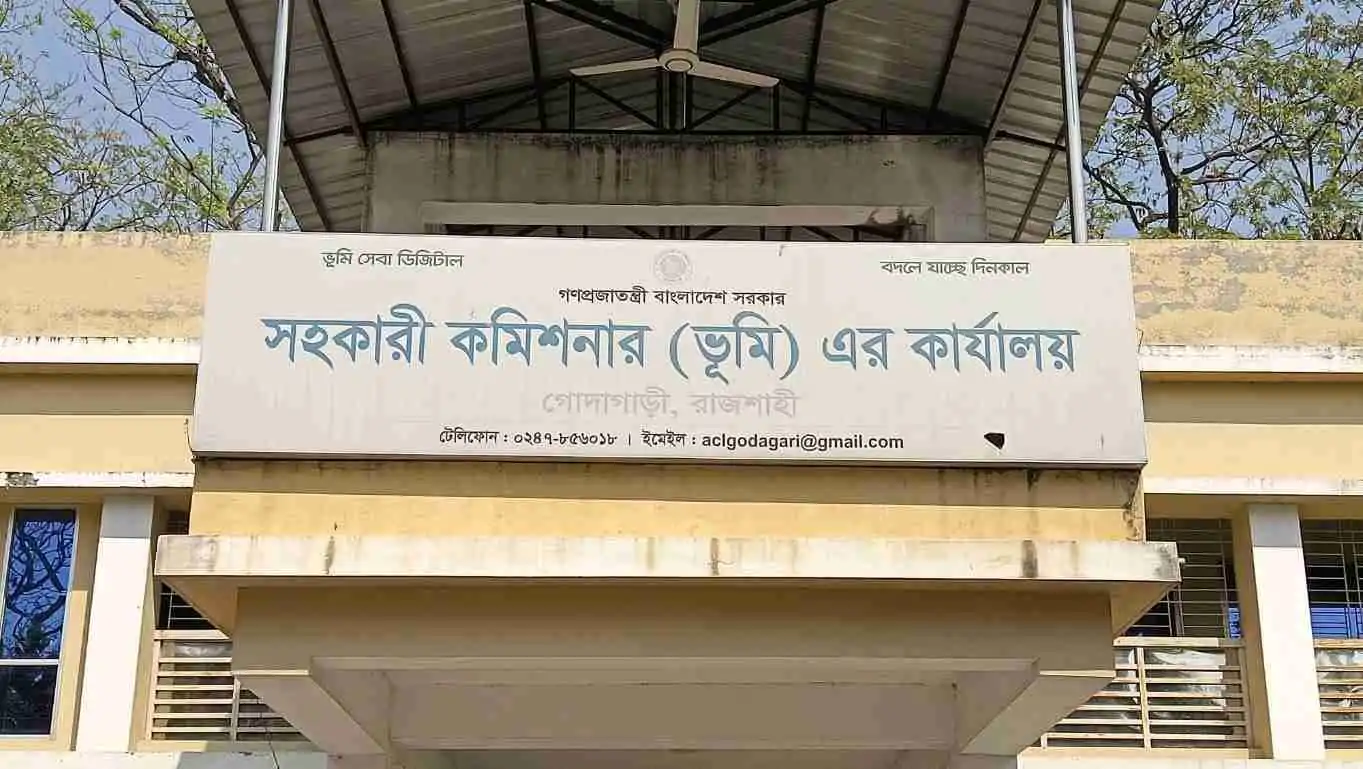 ভূমি সেবা ডিজিটাল
বদলে যাচ্ছে দিনকাল
গণপ্রজাতন্ত্রী বাংলাদেশ সরকার
সহকারী কমিশনার (ভূমি) এর কার্যালয়
গোদাগাড়ী, রাজশাহী
টেলিফোন : ০২৪৭-৮৫৬০১৮ । ইমেইল : aclgodagari@gmail.com